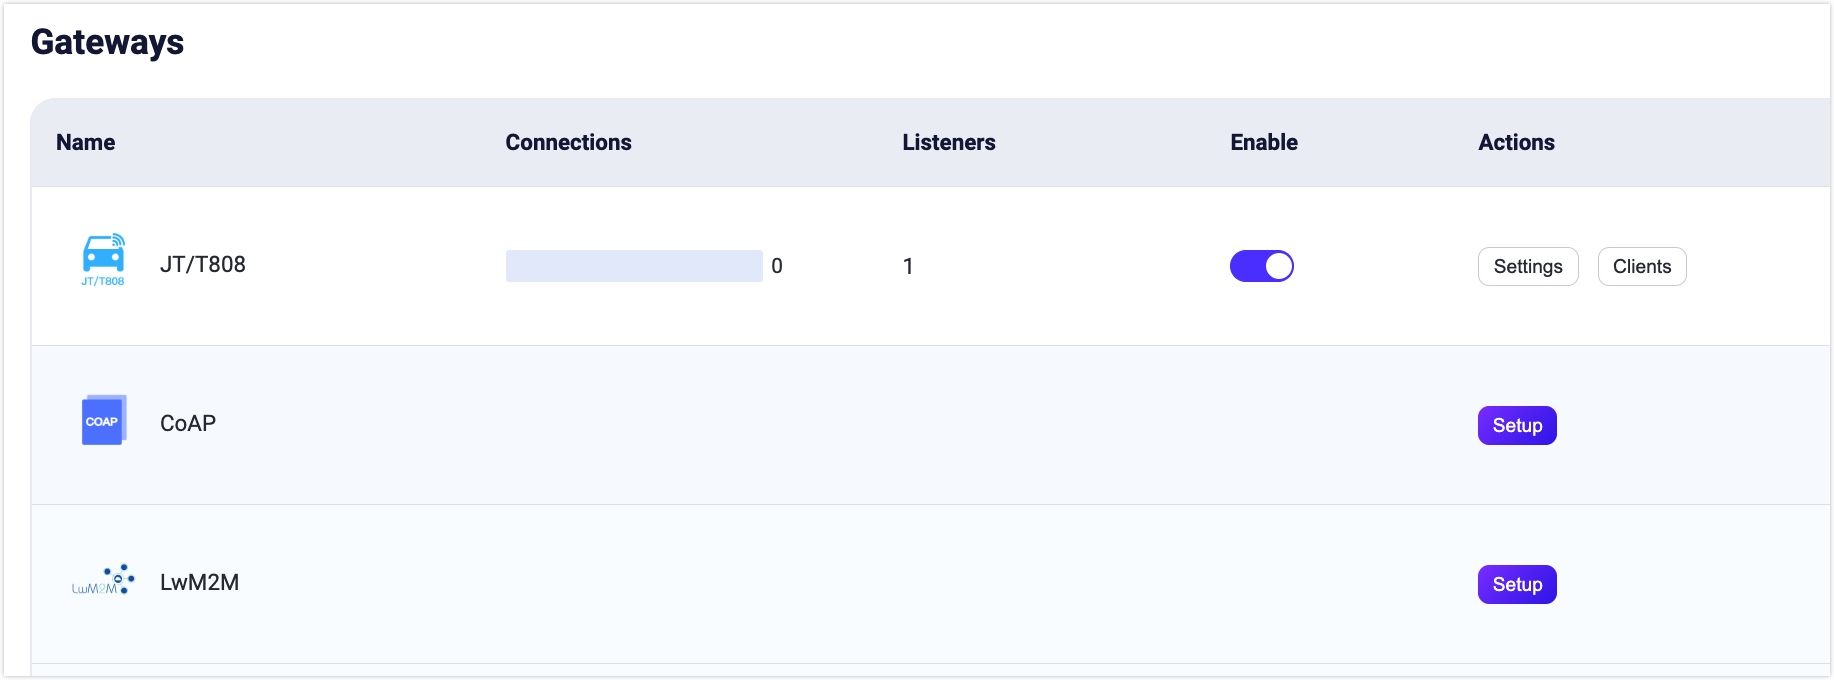 Gateways
Name Connections Listeners Enable Actions
JT/T808 JT/T808 0 1 Settings Clients
COAP CoAP Setup
LwM2M LwM2M Setup